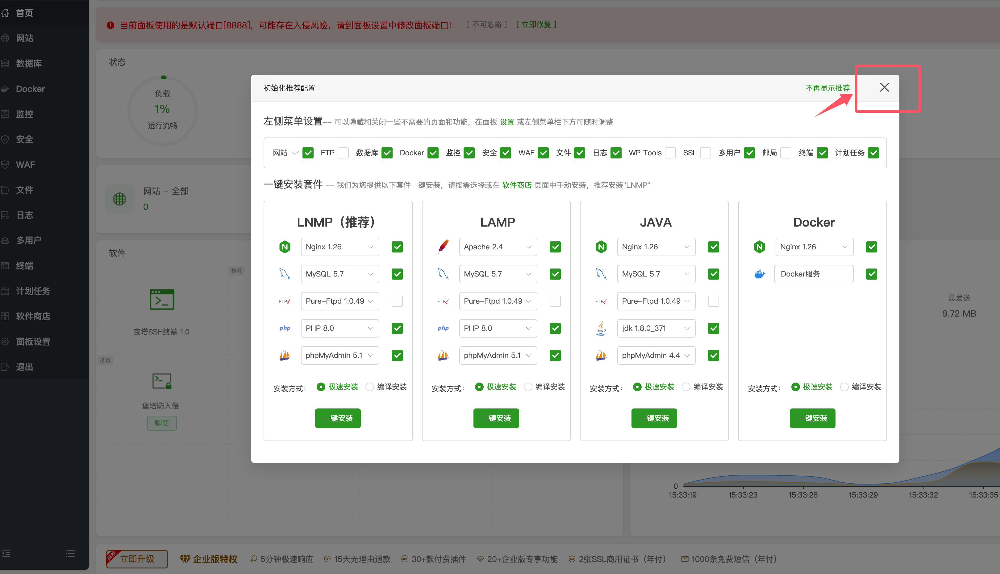 首页
网站
数据库
Docker
监控
安全
WAF
文件
日志
多用户
终端
计划任务
软件商店
面板设置
退出
当前面板使用的是默认端口[8888]，可能存在入侵风险，请到面板设置中修改面板端口！ [ 不可忽略 ] [ 立即修复 ]
状态
负载
1%
运行流畅
网站 - 全部
0
软件
推荐
宝塔SSH终端 1.0
推荐
堡塔防入侵
购买
初始化推荐配置
不再显示推荐
左侧菜单设置-- 可以隐藏和关闭一些不需要的页面和功能，在面板 设置 或左侧菜单栏下方可随时调整
网站 FTP 数据库 Docker 监控 安全 WAF 文件 日志 WP Tools SSL 多用户 邮局 终端 计划任务
一键安装套件 -- 我们为您提供以下套件一键安装，请按需选择或在 软件商店 页面中手动安装，推荐安装"LNMP"
LNMP（推荐）
Nginx 1.26
MySQL 5.7
FTPd Pure-Ftpd 1.0.49
php PHP 8.0
phpMyAdmin 5.1
安装方式： 极速安装 编译安装
一键安装
LAMP
Apache 2.4
MySQL 5.7
FTPd Pure-Ftpd 1.0.49
php PHP 8.0
phpMyAdmin 5.1
安装方式： 极速安装 编译安装
一键安装
JAVA
Nginx 1.26
MySQL 5.7
FTPd Pure-Ftpd 1.0.49
jdk 1.8.0_371
phpMyAdmin 4.4
安装方式： 极速安装 编译安装
一键安装
Docker
Nginx 1.26
Docker服务
安装方式： 极速安装 编译安装
一键安装
总发送
9.72 MB
0
15:33:19 15:33:23 15:33:26 15:33:29 15:33:32 15:33:35
推荐 立即升级 企业版特权 5分钟极速响应 15天无理由退款 30+款付费插件 20+企业版专享功能 2张SSL商用证书（年付） 1000条免费短信（年付）